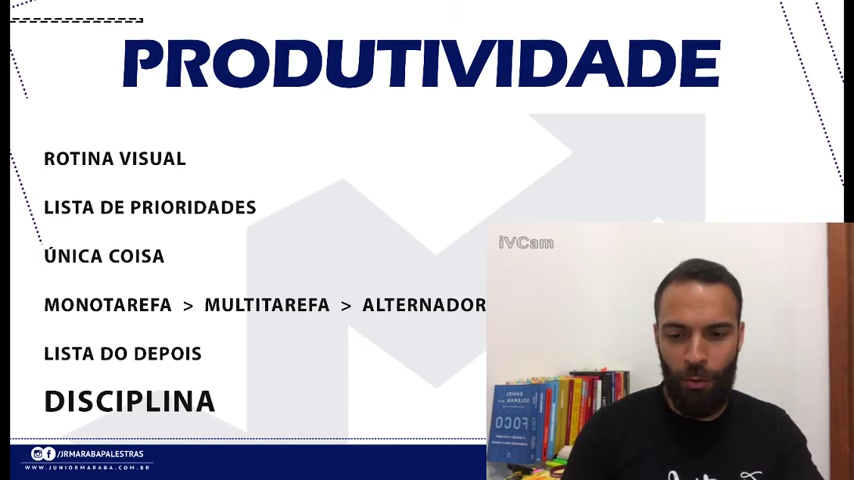 PRODUTIVIDADE
ROTINA VISUAL
LISTA DE PRIORIDADES
ÚNICA COISA
MONOTAREFA > MULTITAREFA > ALTERNADOR
LISTA DO DEPOIS
DISCIPLINA
/JRMARABAPALESTRAS
WWW.JUNIORMARABA.COM.BR
iVCam
DANIEL
GOLEMAN
FOCO